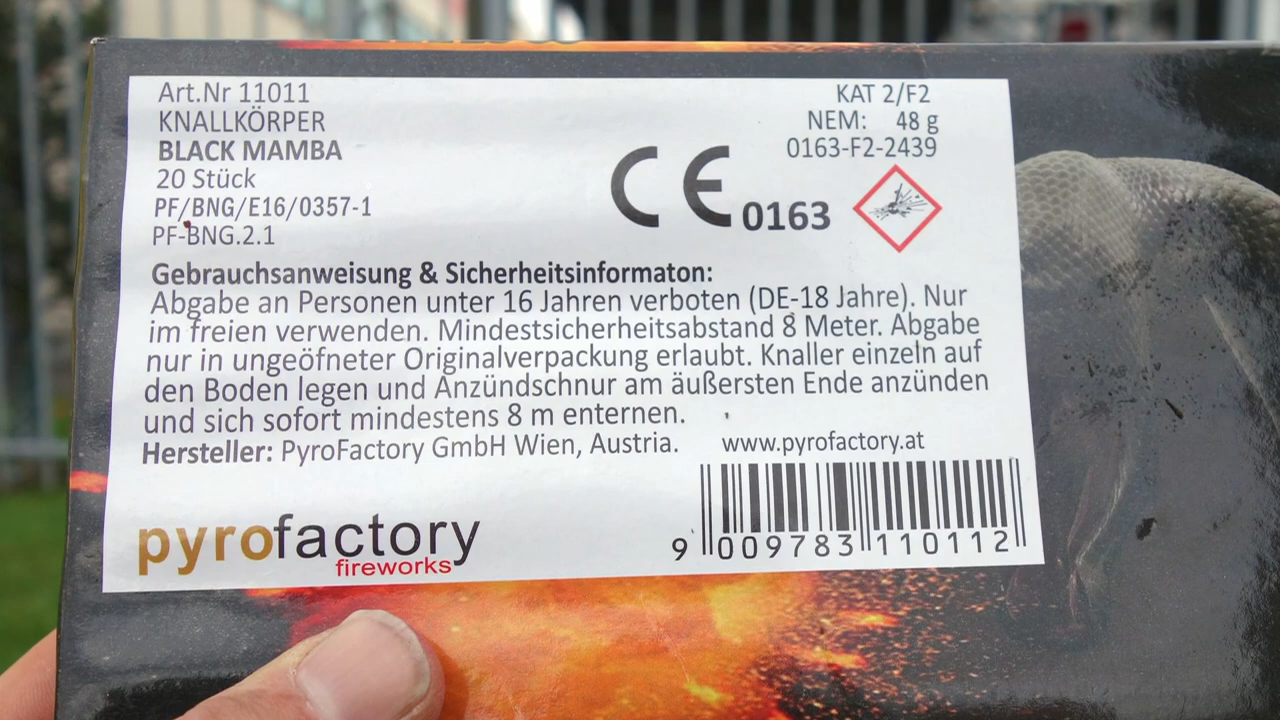 Art.Nr 11011
KNALLKÖRPER
BLACK MAMBA
20 Stück
PF/BNG/E16/0357-1
PF-BNG.2.1
KAT 2/F2
NEM: 48 g
0163-F2-2439
CE 0163
Gebrauchsanweisung & Sicherheitsinformaton:
Abgabe an Personen unter 16 Jahren verboten (DE-18 Jahre). Nur
im freien verwenden. Mindestsicherheitsabstand 8 Meter. Abgabe
nur in ungeöfneter Originalverpackung erlaubt. Knaller einzeln auf
den Boden legen und Anzündschnur am äußersten Ende anzünden
und sich sofort mindestens 8 m enternen.
Hersteller: PyroFactory GmbH Wien, Austria. www.pyrofactory.at
pyrofactory
fireworks
9 009783 110112